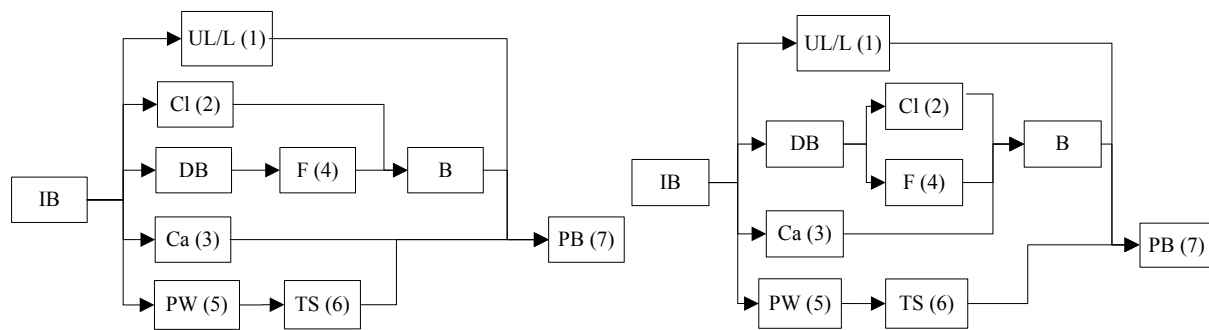 UL/L (1)
Cl (2)
DB
F (4)
B
IB
Ca (3)
PB (7)
PW (5)
TS (6)
UL/L (1)
Cl (2)
DB
B
IB
F (4)
Ca (3)
PB (7)
PW (5)
TS (6)